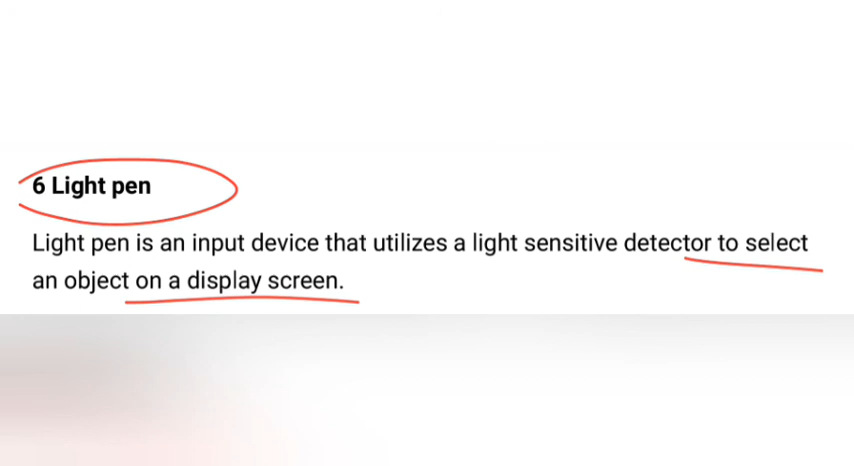 6 Light pen
Light pen is an input device that utilizes a light sensitive detector to select
an object on a display screen.